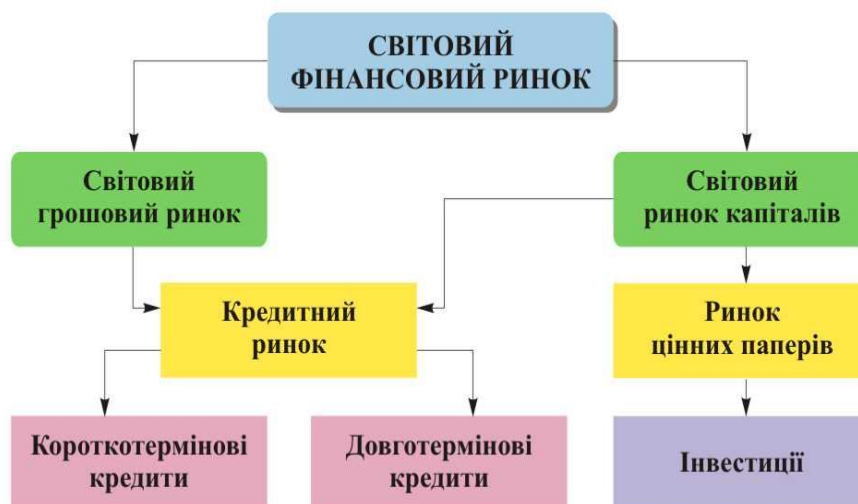 СВІТОВИЙ
ФІНАНСОВИЙ РИНОК
Світовий
грошовий ринок
Світовий
ринок капіталів
Кредитний
ринок
Ринок
цінних паперів
Короткотермінові
кредити
Довготермінові
кредити
Інвестиції